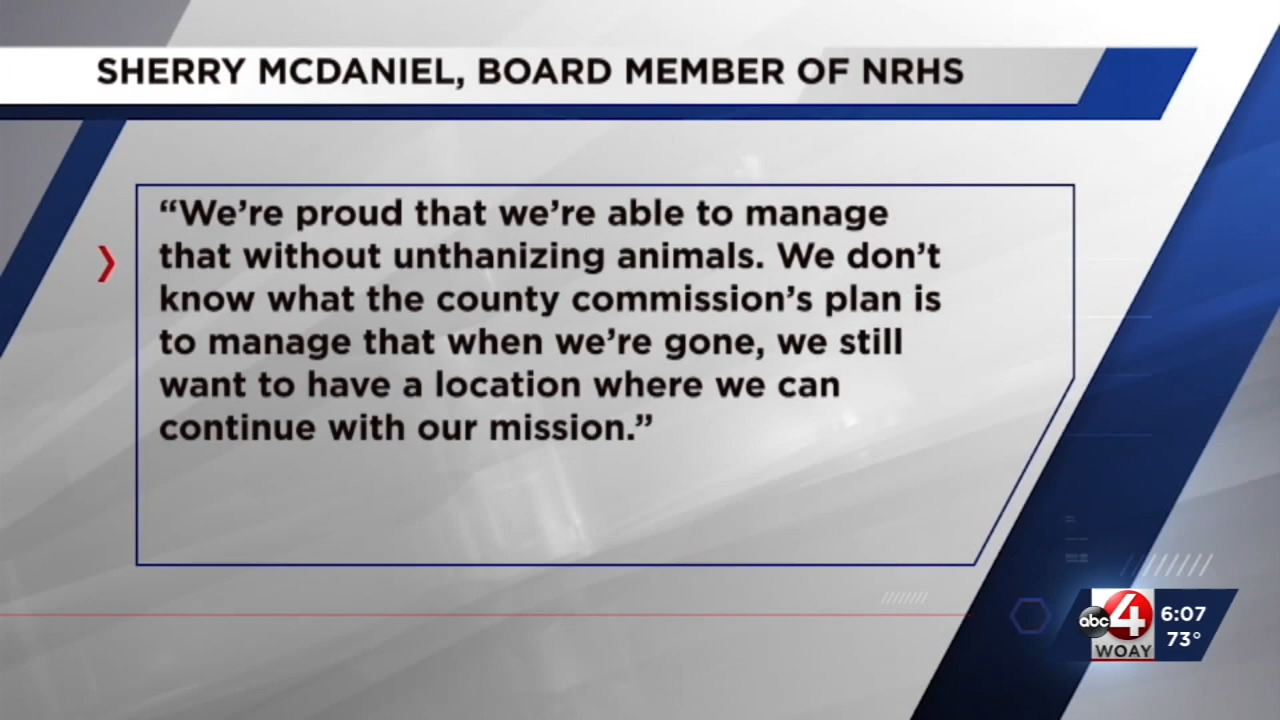 SHERRY MCDANIEL, BOARD MEMBER OF NRHS
“We’re proud that we’re able to manage
that without unthanizing animals. We don’t
know what the county commission’s plan is
to manage that when we’re gone, we still
want to have a location where we can
continue with our mission.”
abc 4 6:07
WOAY 73°